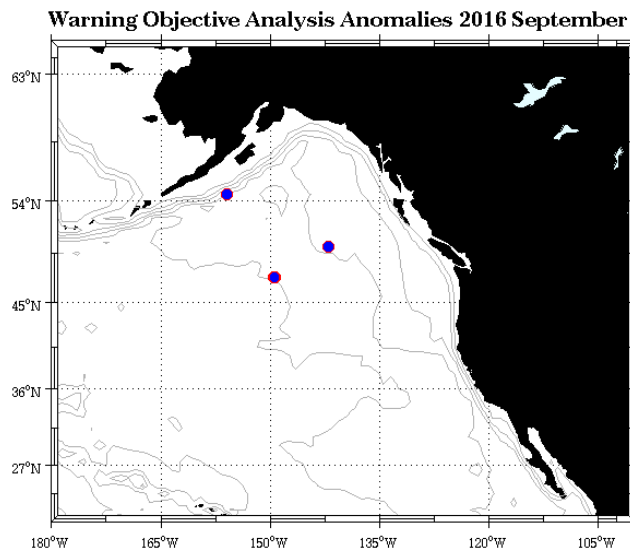 Warning Objective Analysis Anomalies 2016 September
63°N
54°N
45°N
36°N
27°N
180°W
165°W
150°W
135°W
120°W
105°W